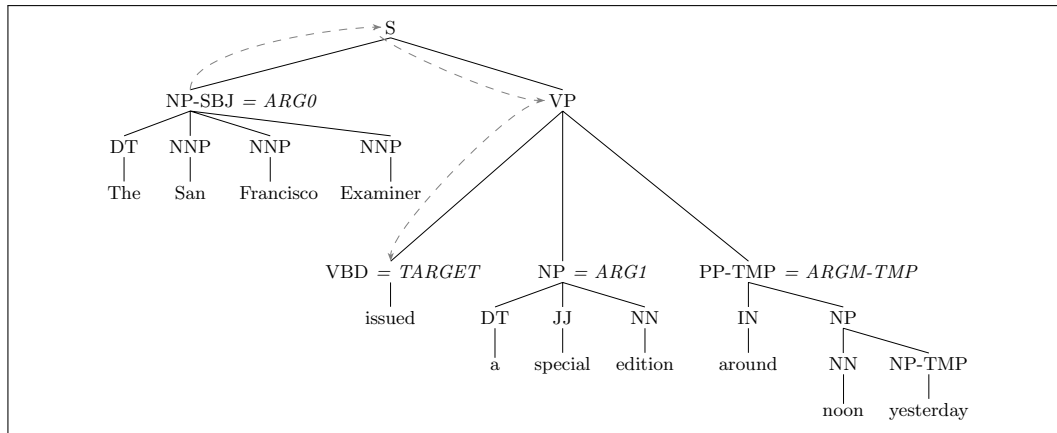 S
NP-SBJ = ARG0 VP
DT NNP NNP NNP
The San Francisco Examiner
VBD = TARGET NP = ARG1 PP-TMP = ARGM-TMP
issued DT JJ NN IN NP
a special edition around NN NP-TMP
noon yesterday